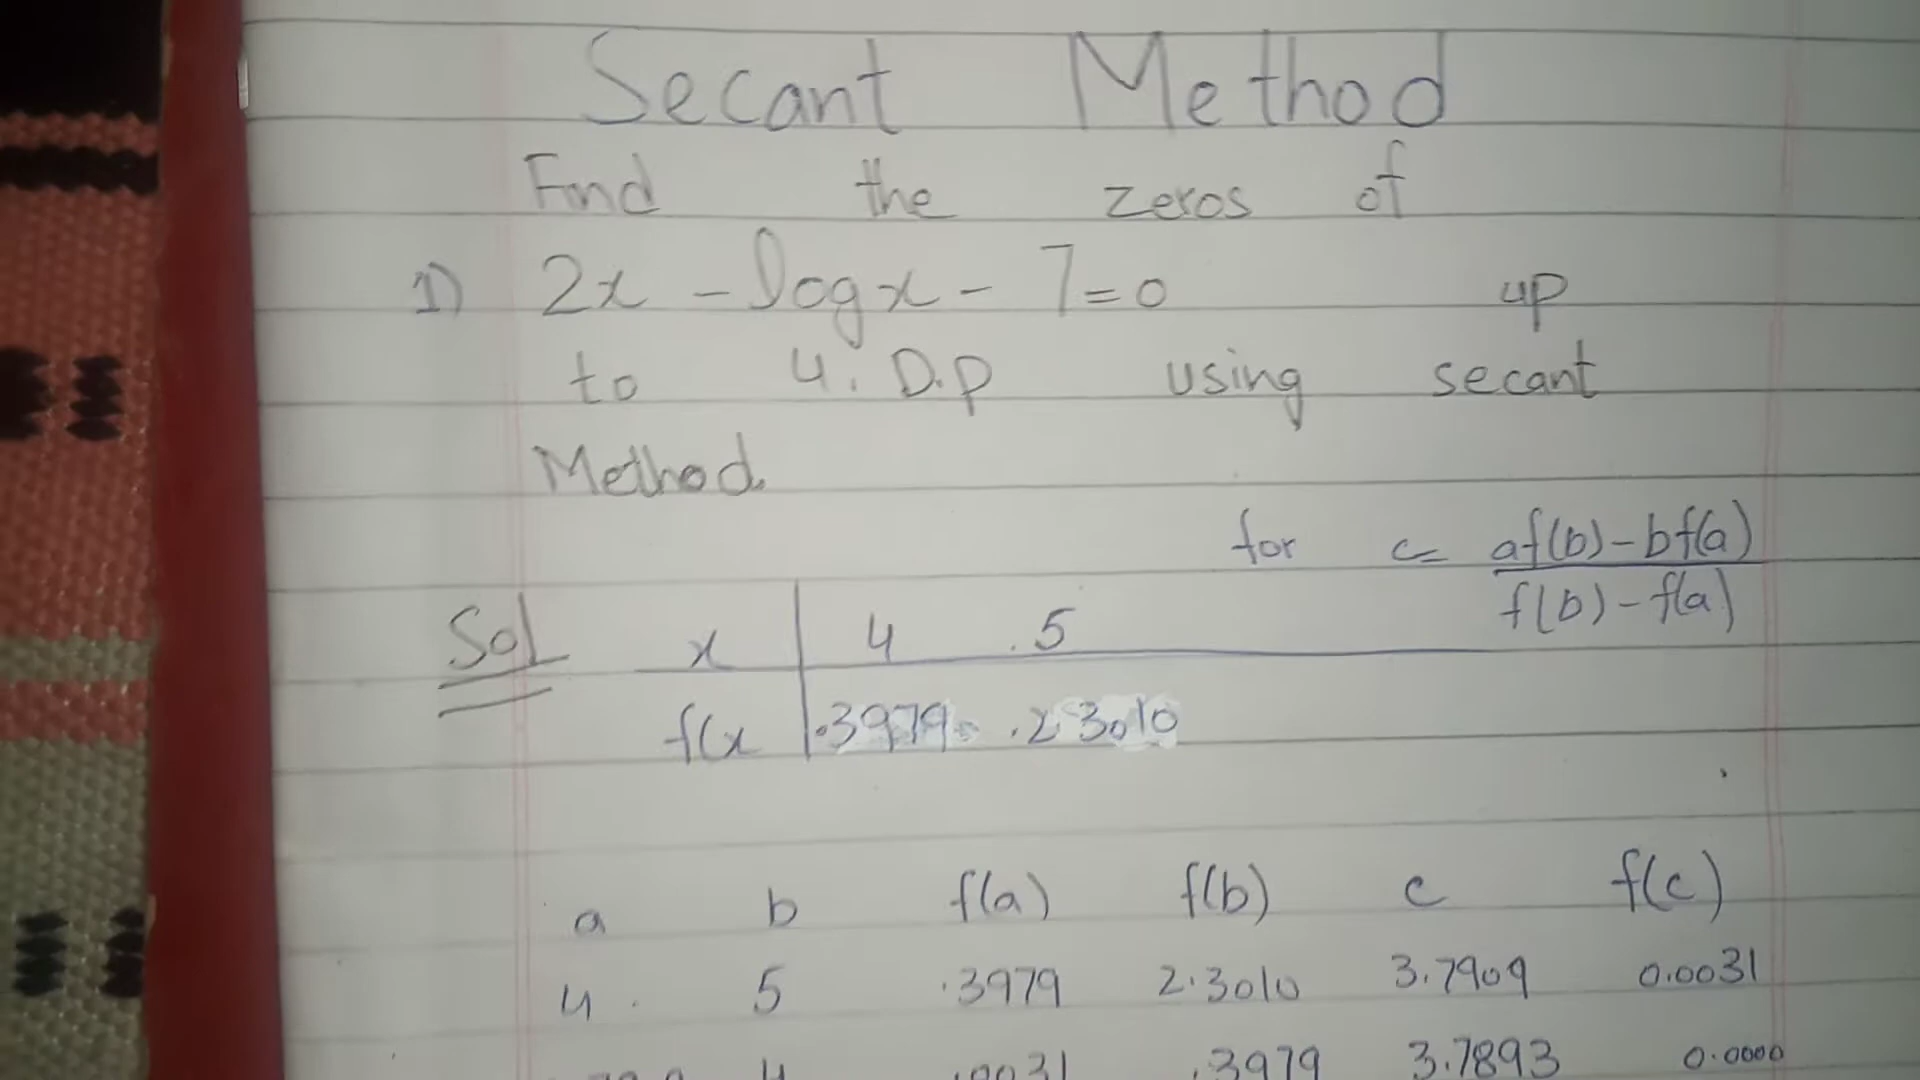 Secant Method
Find the zeros of
1) 2x - log x - 7 = 0 up
to 4. D.p using secant
Method.
for c = af(b) - bf(a)
f(b) - f(a)
Sol x 4 .5
f(x .3979 .2 3010
a b f(a) f(b) c f(c)
4 . 5 .3979 2.3010 3.7909 0.0031
4 .0031 .3979 3.7893 0.0000